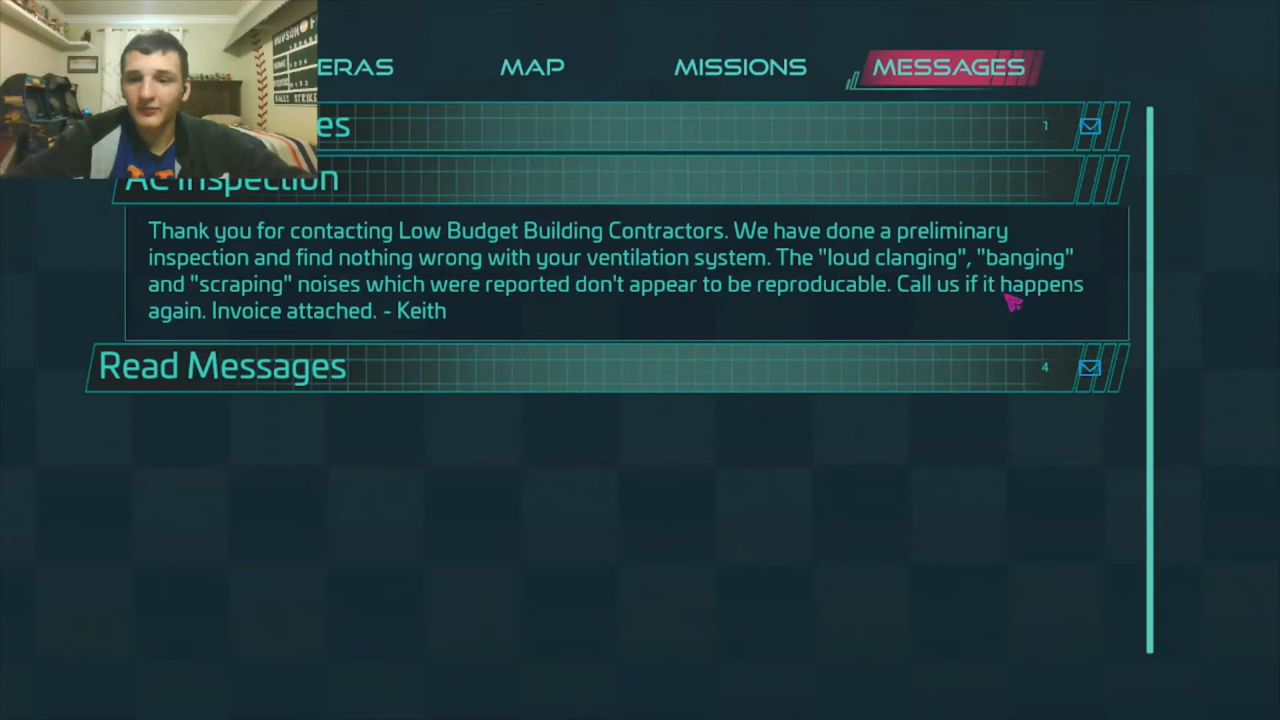 ERAS MAP MISSIONS MESSAGES
es 1
AC Inspection
Thank you for contacting Low Budget Building Contractors. We have done a preliminary
inspection and find nothing wrong with your ventilation system. The "loud clanging", "banging"
and "scraping" noises which were reported don't appear to be reproducable. Call us if it happens
again. Invoice attached. - Keith
Read Messages 4